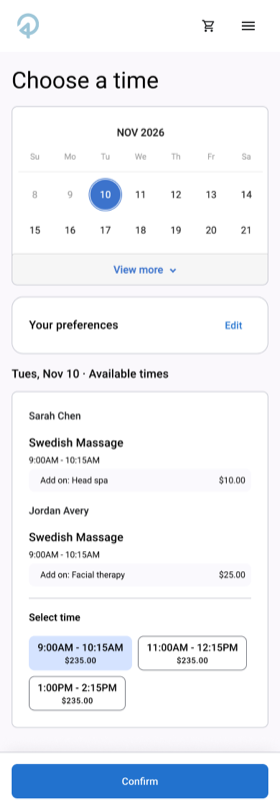 Choose a time
NOV 2026
Su Mo Tu We Th Fr Sa
8 9 10 11 12 13 14
15 16 17 18 19 20 21
View more
Your preferences Edit
Tues, Nov 10 · Available times
Sarah Chen
Swedish Massage
9:00AM - 10:15AM
Add on: Head spa $10.00
Jordan Avery
Swedish Massage
9:00AM - 10:15AM
Add on: Facial therapy $25.00
Select time
9:00AM - 10:15AM 11:00AM - 12:15PM
$235.00 $235.00
1:00PM - 2:15PM
$235.00
Confirm